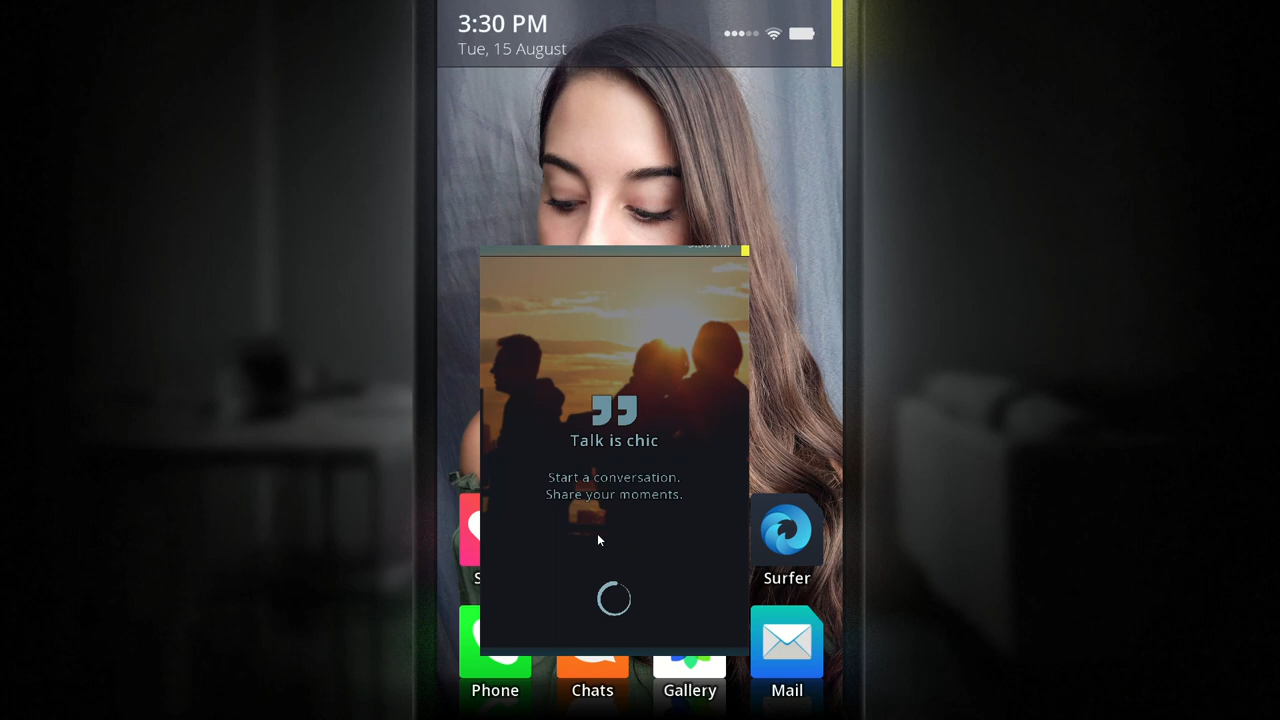 3:30 PM
Tue, 15 August
Talk is chic
Start a conversation.
Share your moments.
S
Surfer
Phone
Chats
Gallery
Mail